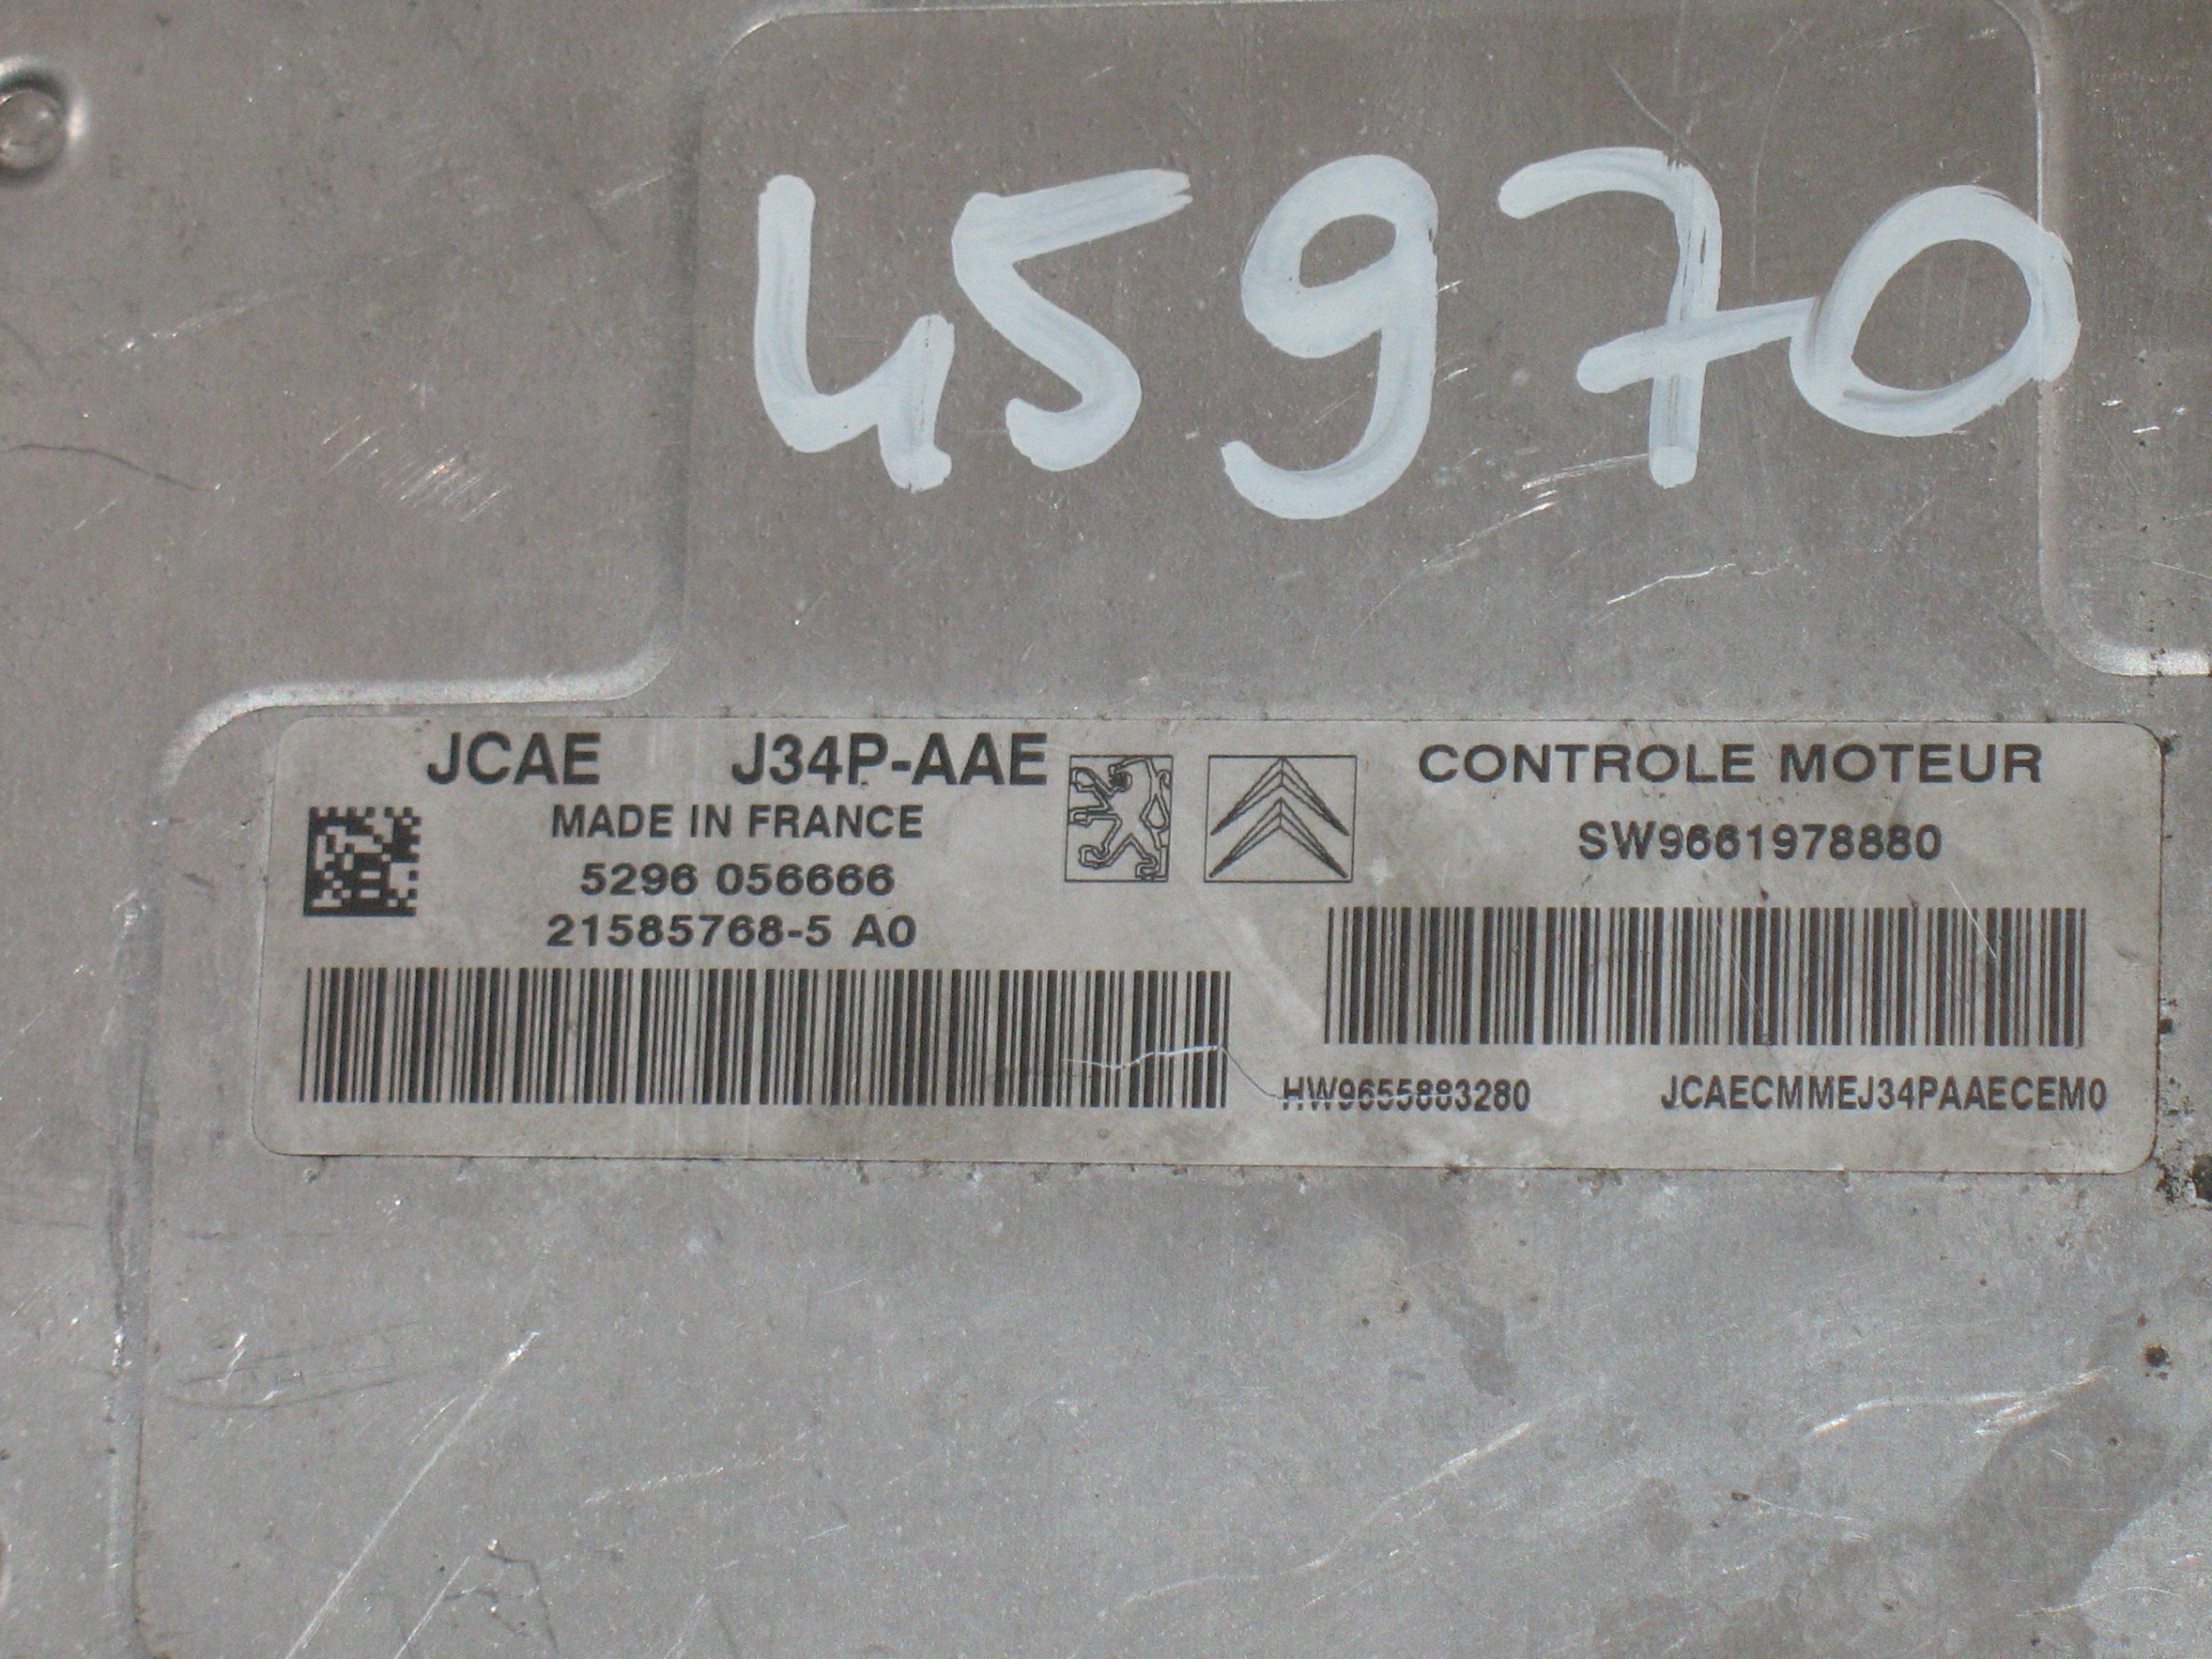 45970
JCAE J34P-AAE
MADE IN FRANCE
5296 056666
21585768-5 A0
CONTROLE MOTEUR
SW9661978880
HW9655883280 JCAECMMEJ34PAAECEM0